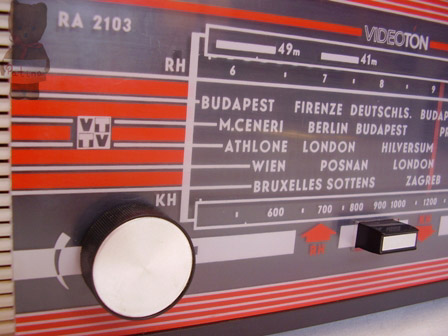 RA 2103
VIDEOTON
49m 41m
RH 6 7 8 9
BUDAPEST FIRENZE DEUTSCHLS. BUDAP
M.CENERI BERLIN BUDAPEST
ATHLONE LONDON HILVERSUM
WIEN POSNAN LONDON
BRUXELLES SOTTENS ZAGREB
KH 600 700 800 900 1000 1200
VT TV